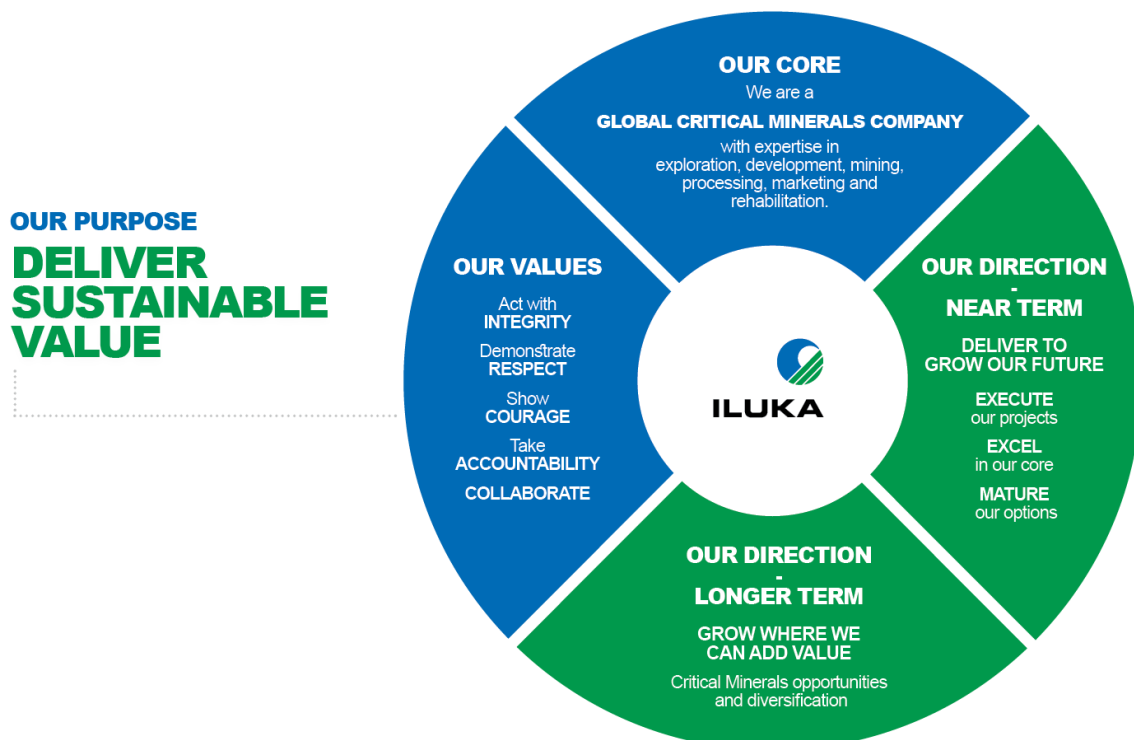 OUR PURPOSE
DELIVER
SUSTAINABLE
VALUE
OUR CORE
We are a
GLOBAL CRITICAL MINERALS COMPANY
with expertise in
exploration, development, mining,
processing, marketing and
rehabilitation.
OUR VALUES
Act with
INTEGRITY
Demonstrate
RESPECT
Show
COURAGE
Take
ACCOUNTABILITY
COLLABORATE
ILUKA
OUR DIRECTION
-
NEAR TERM
DELIVER TO
GROW OUR FUTURE
EXECUTE
our projects
EXCEL
in our core
MATURE
our options
OUR DIRECTION
-
LONGER TERM
GROW WHERE WE
CAN ADD VALUE
Critical Minerals opportunities
and diversification